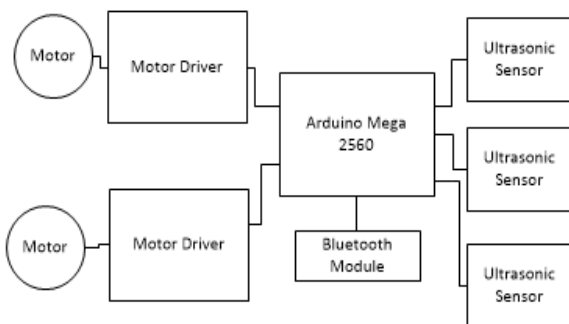 Motor
Motor Driver
Ultrasonic
Sensor
Arduino Mega
2560
Ultrasonic
Sensor
Motor
Motor Driver
Bluetooth
Module
Ultrasonic
Sensor